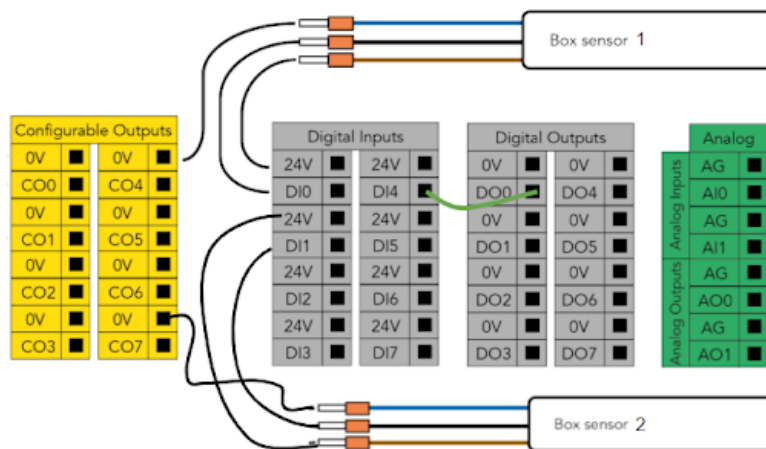 Box sensor 1
Configurable Outputs
0V 0V
CO0 CO4
0V 0V
CO1 CO5
0V 0V
CO2 CO6
0V 0V
CO3 CO7
Digital Inputs
24V 24V
DI0 DI4
24V 24V
DI1 DI5
24V 24V
DI2 DI6
24V 24V
DI3 DI7
Digital Outputs
0V 0V
DO0 DO4
0V 0V
DO1 DO5
0V 0V
DO2 DO6
0V 0V
DO3 DO7
Analog
Analog Inputs
AG
AI0
AG
AI1
Analog Outputs
AG
AO0
AG
AO1
Box sensor 2